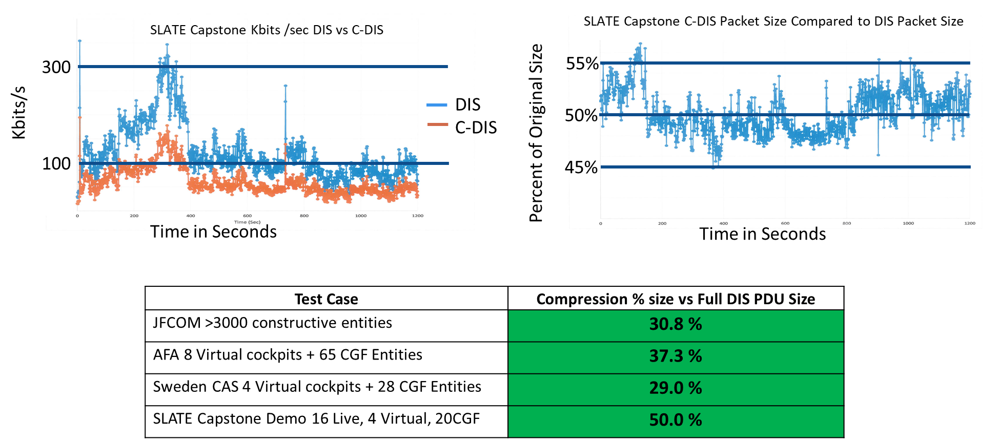 SLATE Capstone Kbits /sec DIS vs C-DIS
Kbits/s
300
100
DIS
C-DIS
0 200 400 600 800 1000 1200
Time (Sec)
Time in Seconds
SLATE Capstone C-DIS Packet Size Compared to DIS Packet Size
Percent of Original Size
55%
50%
45%
0 200 400 600 800 1000 1200
Time in Seconds
Test Case Compression % size vs Full DIS PDU Size
JFCOM >3000 constructive entities 30.8 %
AFA 8 Virtual cockpits + 65 CGF Entities 37.3 %
Sweden CAS 4 Virtual cockpits + 28 CGF Entities 29.0 %
SLATE Capstone Demo 16 Live, 4 Virtual, 20CGF 50.0 %